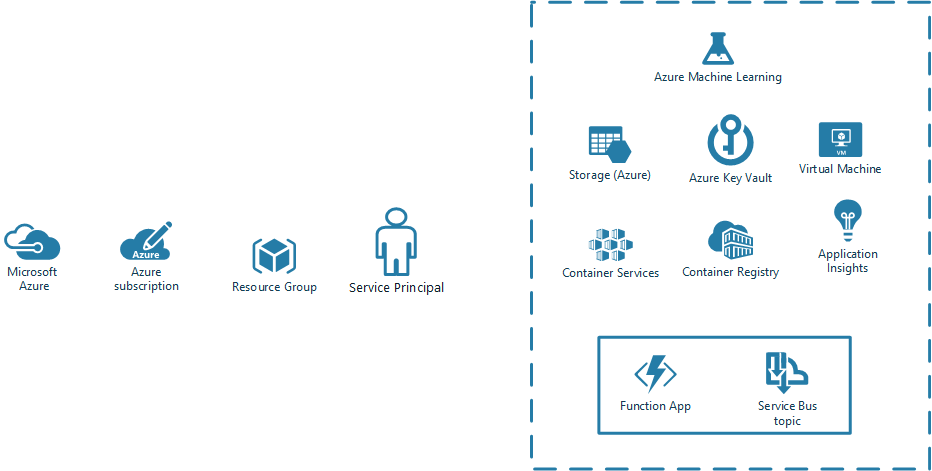 Azure Machine Learning
VM
Storage (Azure)
Azure Key Vault
Virtual Machine
Azure
Microsoft
Azure
Azure
subscription
Resource Group
Service Principal
Container Services
Container Registry
Application
Insights
Function App
Service Bus
topic